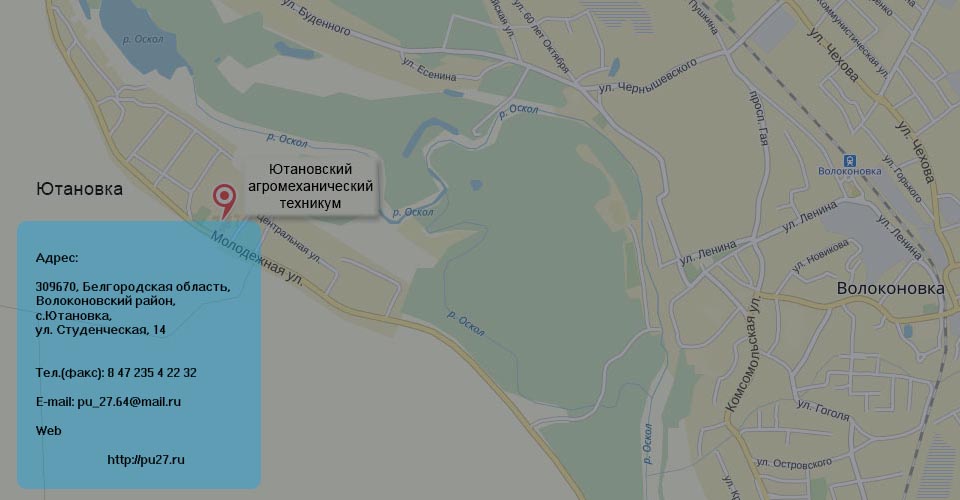 р. Оскол
ул. Буденного
ул. 60 лет Октября
ул. Есенина
ул. Чернышевского
Пушкина
Коммунистическая ул.
ул. Чехова
просп. Гая
ул. Чехова
р. Оскол
р. Оскол
Ютановский
агромеханический
техникум
Ютановка
р. Оскол
Волоконовка
ул. Горького
Центральная ул.
Молодежная ул.
ул. Ленина
ул. Ленина
ул. Ленина
ул. Новикова
Волоконовка
Адрес:
309670, Белгородская область,
Волоконовский район,
с.Ютановка,
ул. Студенческая, 14
Тел.(факс): 8 47 235 4 22 32
E-mail: pu_27.64@mail.ru
Web
http://pu27.ru
р. Оскол
Комсомольская ул.
ул. Гоголя
р. Оскол
ул. Островского